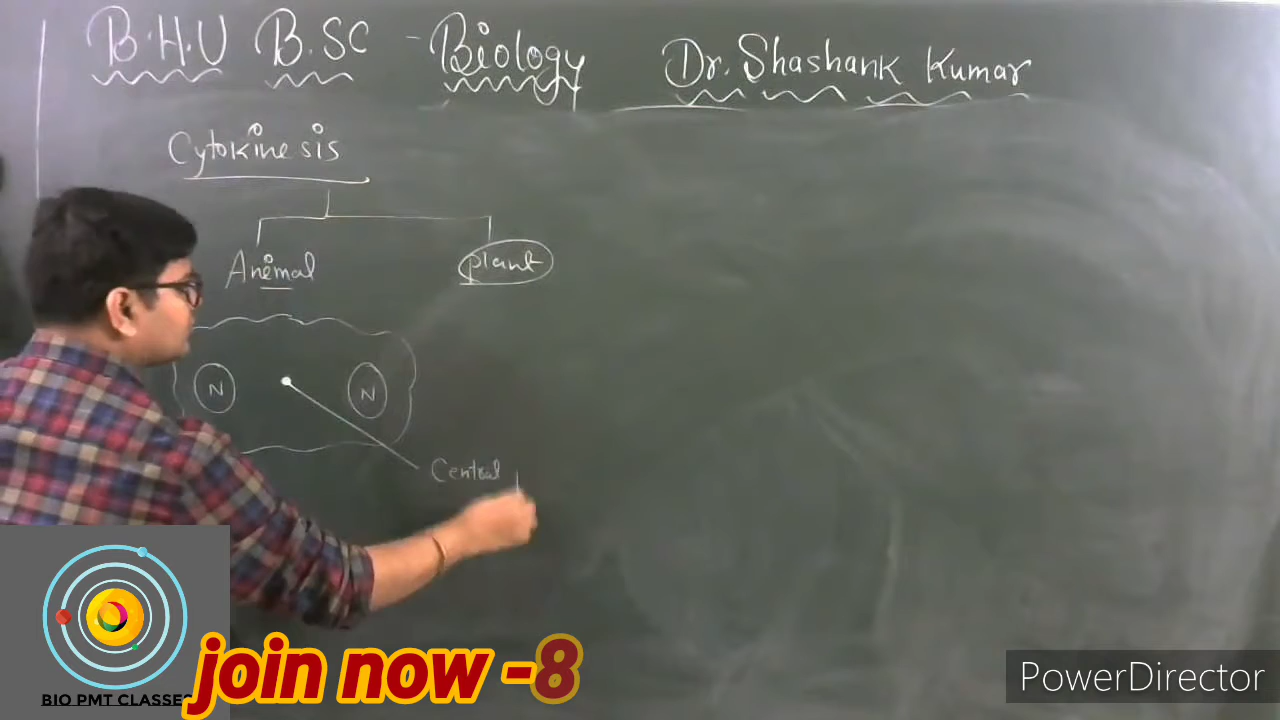 B.H.U B.SC - Biology Dr. Shashank Kumar
Cytokinesis
Animal plant
N N
Central
BIO PMT CLASSES
join now -8
PowerDirector